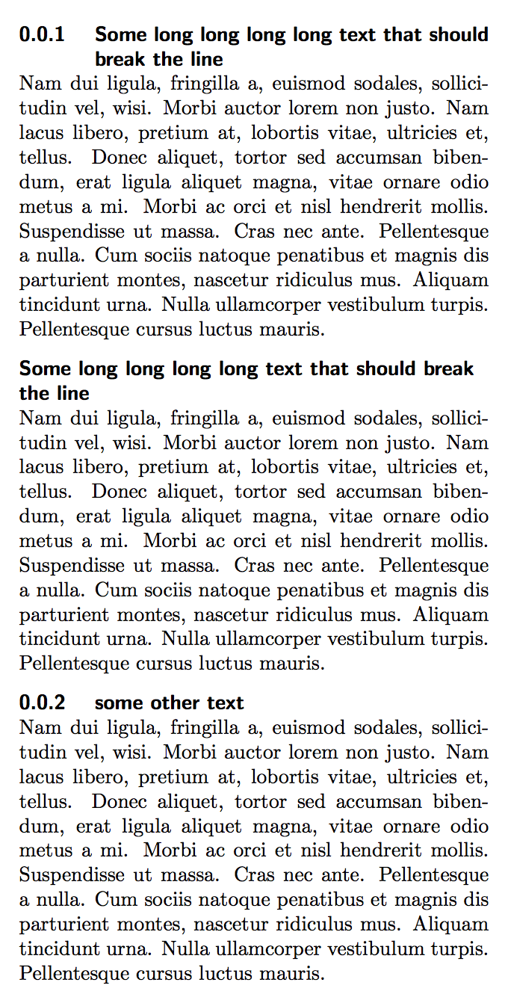 0.0.1 Some long long long long text that should
break the line
Nam dui ligula, fringilla a, euismod sodales, sollici-
tudin vel, wisi. Morbi auctor lorem non justo. Nam
lacus libero, pretium at, lobortis vitae, ultricies et,
tellus. Donec aliquet, tortor sed accumsan biben-
dum, erat ligula aliquet magna, vitae ornare odio
metus a mi. Morbi ac orci et nisl hendrerit mollis.
Suspendisse ut massa. Cras nec ante. Pellentesque
a nulla. Cum sociis natoque penatibus et magnis dis
parturient montes, nascetur ridiculus mus. Aliquam
tincidunt urna. Nulla ullamcorper vestibulum turpis.
Pellentesque cursus luctus mauris.
Some long long long long text that should break
the line
Nam dui ligula, fringilla a, euismod sodales, sollici-
tudin vel, wisi. Morbi auctor lorem non justo. Nam
lacus libero, pretium at, lobortis vitae, ultricies et,
tellus. Donec aliquet, tortor sed accumsan biben-
dum, erat ligula aliquet magna, vitae ornare odio
metus a mi. Morbi ac orci et nisl hendrerit mollis.
Suspendisse ut massa. Cras nec ante. Pellentesque
a nulla. Cum sociis natoque penatibus et magnis dis
parturient montes, nascetur ridiculus mus. Aliquam
tincidunt urna. Nulla ullamcorper vestibulum turpis.
Pellentesque cursus luctus mauris.
0.0.2 some other text
Nam dui ligula, fringilla a, euismod sodales, sollici-
tudin vel, wisi. Morbi auctor lorem non justo. Nam
lacus libero, pretium at, lobortis vitae, ultricies et,
tellus. Donec aliquet, tortor sed accumsan biben-
dum, erat ligula aliquet magna, vitae ornare odio
metus a mi. Morbi ac orci et nisl hendrerit mollis.
Suspendisse ut massa. Cras nec ante. Pellentesque
a nulla. Cum sociis natoque penatibus et magnis dis
parturient montes, nascetur ridiculus mus. Aliquam
tincidunt urna. Nulla ullamcorper vestibulum turpis.
Pellentesque cursus luctus mauris.